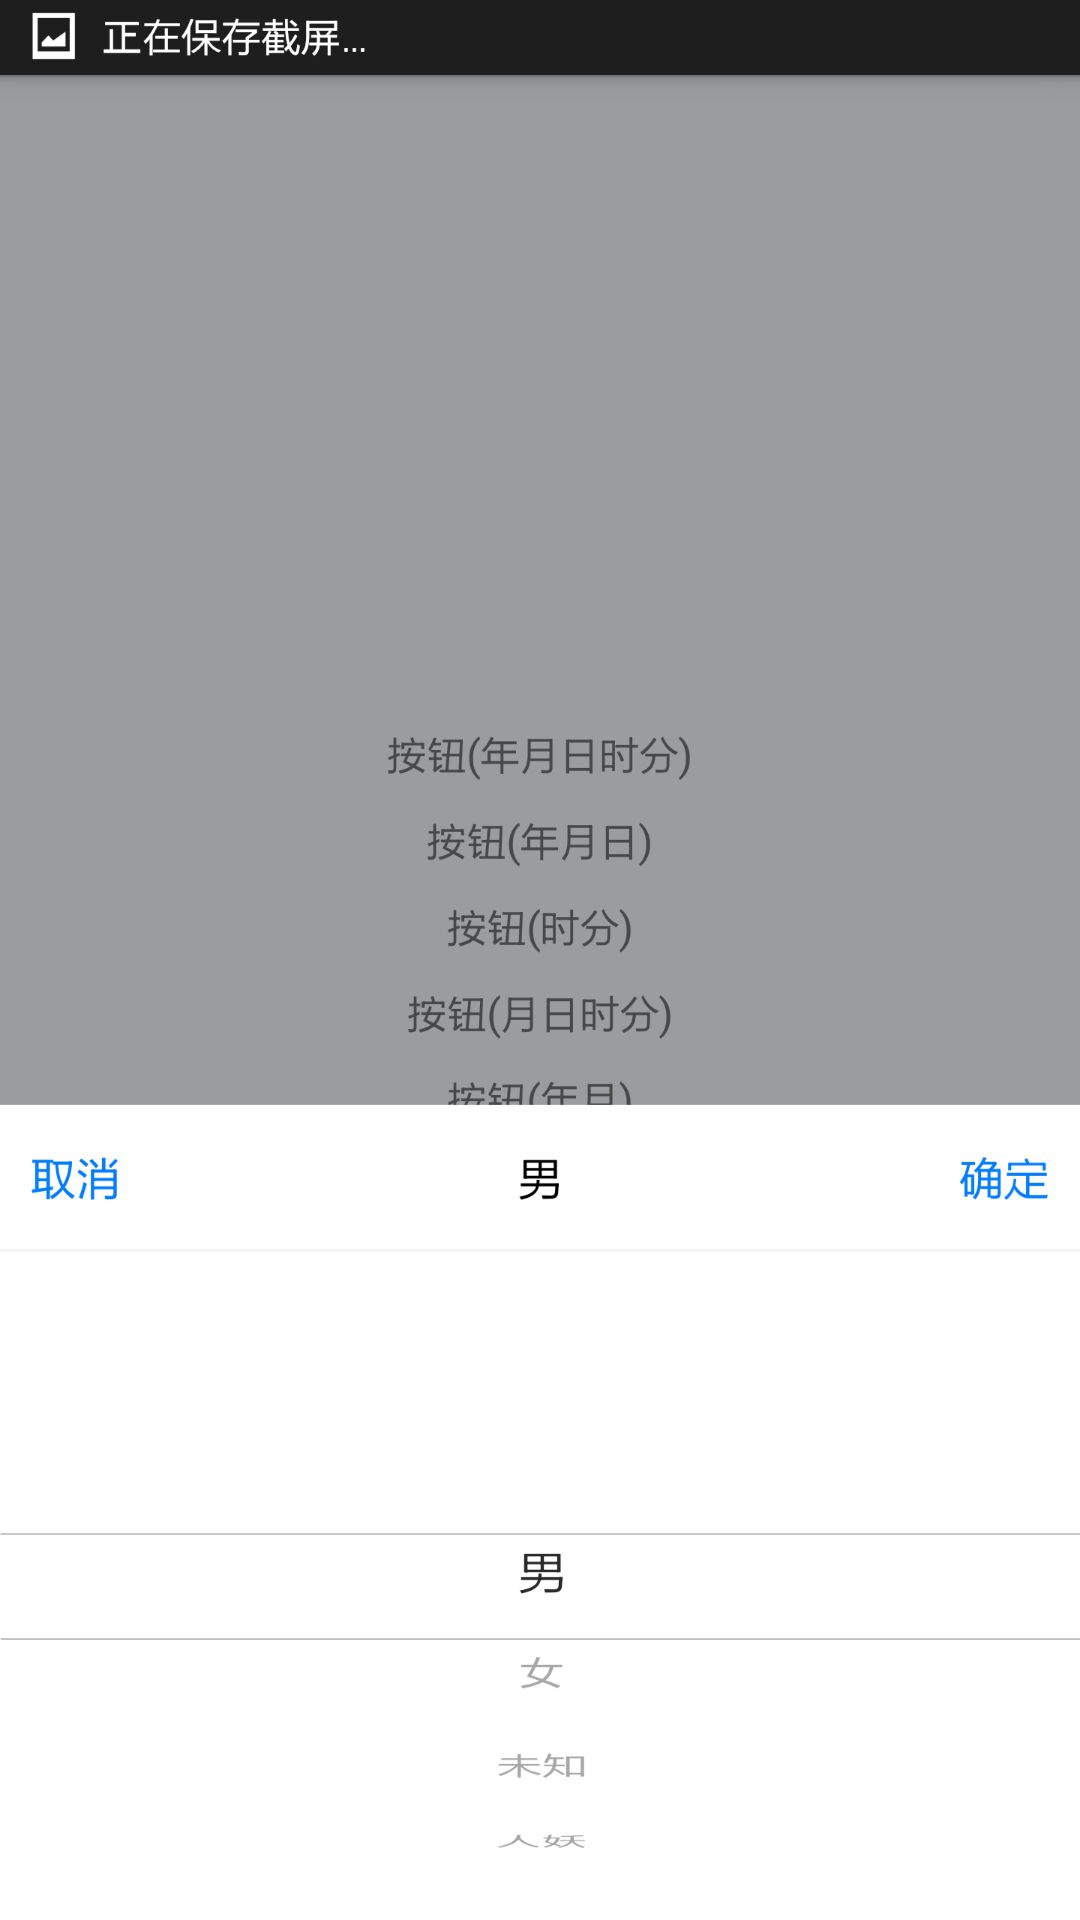 正在保存截屏...
按钮(年月日时分)
按钮(年月日)
按钮(时分)
按钮(月日时分)
按钮(年月)
取消 男 确定
男
女
未知
人妖